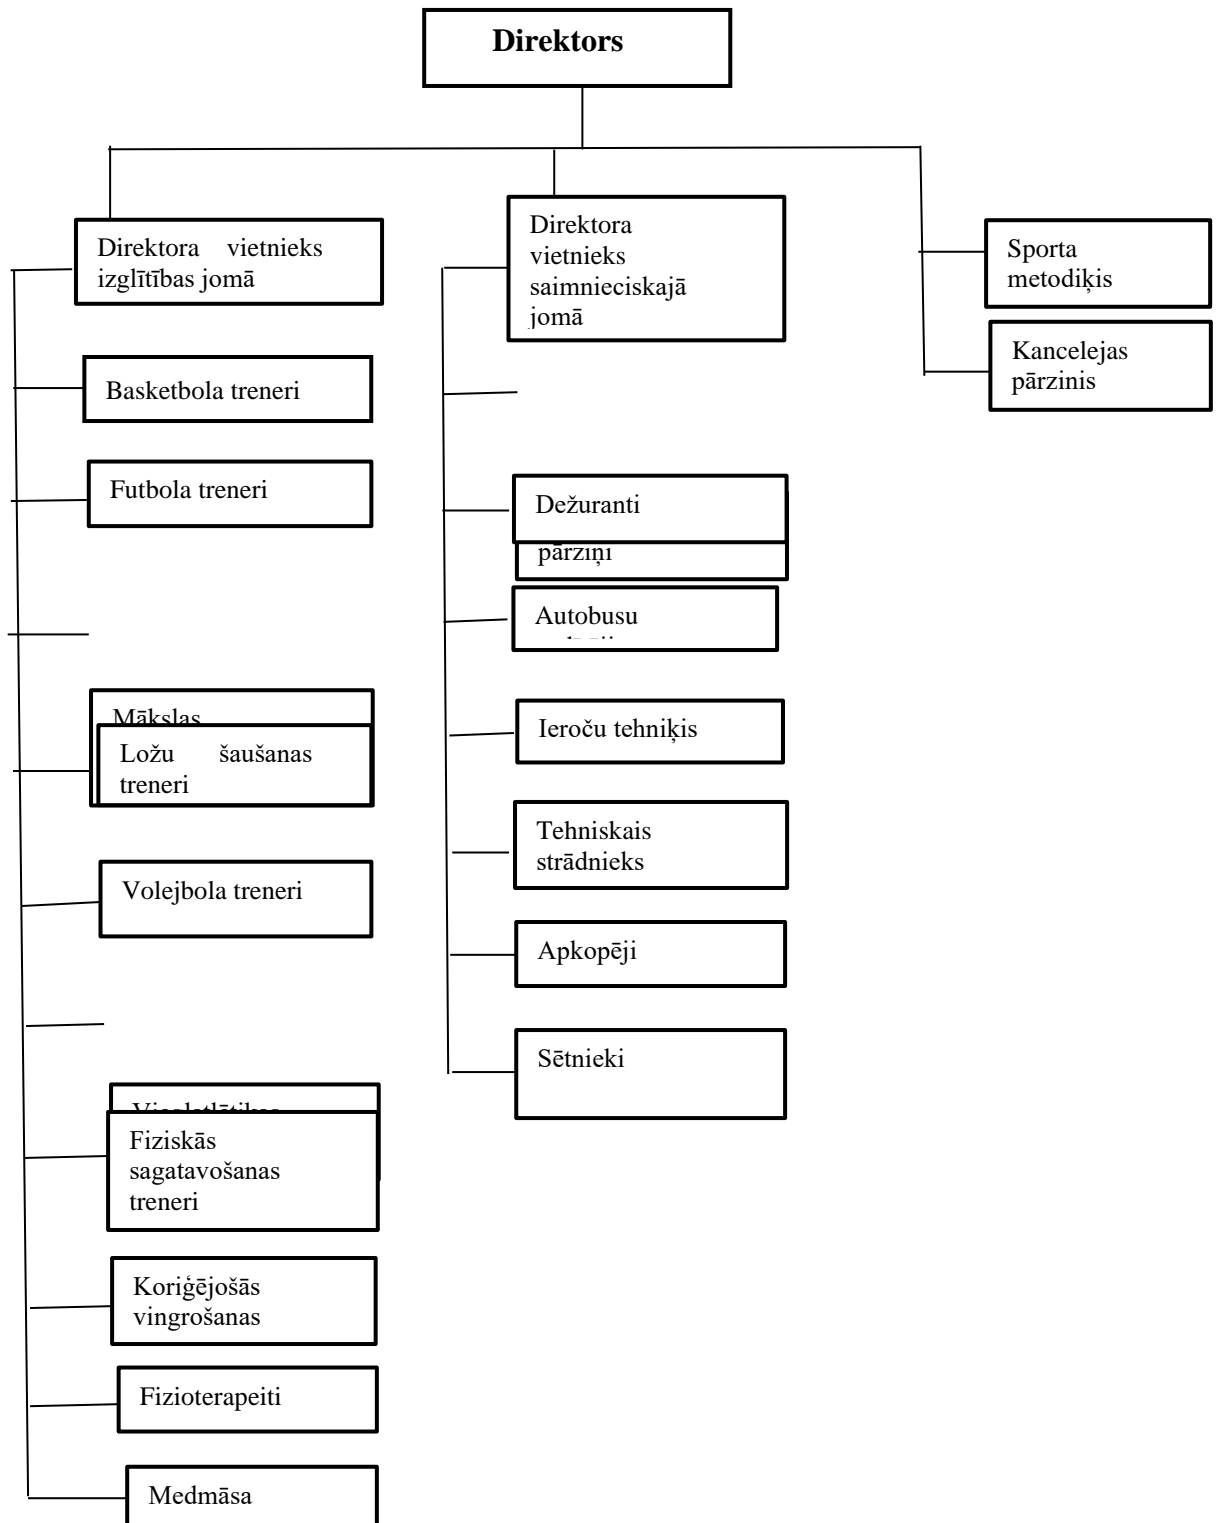 Direktors
Direktora vietnieks
izglītības jomā
Basketbola treneri
Futbola treneri
Mākslas
Ložu šaušanas
treneri
Volejbola treneri
Fiziskās
sagatavošanas
treneri
Koriģējošās
vingrošanas
Fizioterapeiti
Medmāsa
Direktora
vietnieks
saimnieciskajā
jomā
Dežuranti
pārziņi
Autobusu
Ieroču tehniķis
Tehniskais
strādnieks
Apkopēji
Sētnieki
Sporta
metodiķis
Kancelejas
pārzinis